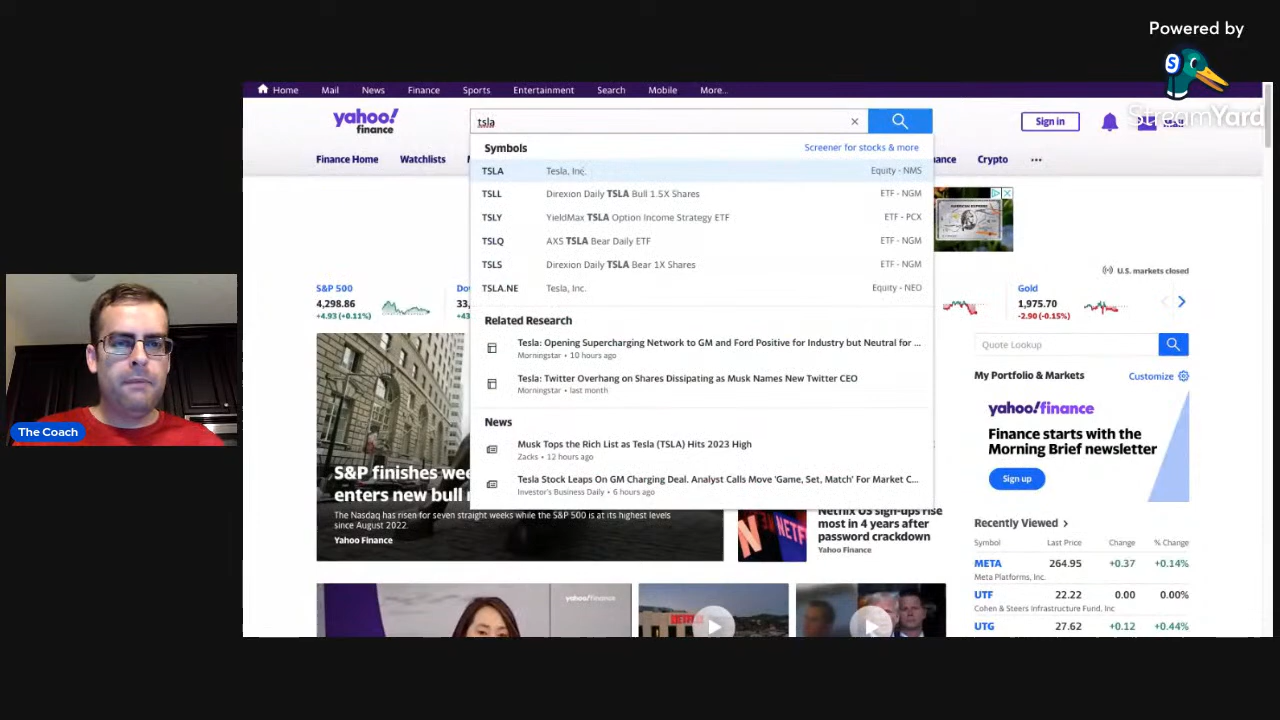 Powered by
S
StreamYard
Home Mail News Finance Sports Entertainment Search Mobile More...
yahoo!
finance
tsla
Sign in
Mail
Finance Home Watchlists Crypto ...
Symbols Screener for stocks & more
TSLA Tesla, Inc. Equity - NMS
TSLL Direxion Daily TSLA Bull 1.5X Shares ETF - NGM
TSLY YieldMax TSLA Option Income Strategy ETF ETF - PCX
TSLQ AXS TSLA Bear Daily ETF ETF - NGM
TSLS Direxion Daily TSLA Bear 1X Shares ETF - NGM
TSLA.NE Tesla, Inc. Equity - NEO
U.S. markets closed
S&P 500
4,298.86
+4.93 (+0.11%)
Do
33,
+43
Gold
1,975.70
-2.90 (-0.15%)
Related Research
Tesla: Opening Supercharging Network to GM and Ford Positive for Industry but Neutral for ...
Morningstar • 10 hours ago
Tesla: Twitter Overhang on Shares Dissipating as Musk Names New Twitter CEO
Morningstar • last month
News
Musk Tops the Rich List as Tesla (TSLA) Hits 2023 High
Zacks • 12 hours ago
Tesla Stock Leaps On GM Charging Deal. Analyst Calls Move 'Game, Set, Match' For Market C...
Investor's Business Daily • 6 hours ago
S&P finishes wee
enters new bull m
The Nasdaq has risen for seven straight weeks while the S&P 500 is at its highest levels
since August 2022.
Yahoo Finance
Netflix US sign-ups rise
most in 4 years after
password crackdown
Yahoo Finance
Quote Lookup
My Portfolio & Markets Customize
yahoo!finance
Finance starts with the
Morning Brief newsletter
Sign up
Recently Viewed >
Symbol Last Price Change % Change
META 264.95 +0.37 +0.14%
Meta Platforms, Inc.
UTF 22.22 0.00 0.00%
Cohen & Steers Infrastructure Fund, Inc
UTG 27.62 +0.12 +0.44%
yahoo!finance
NETFLIX
The Coach